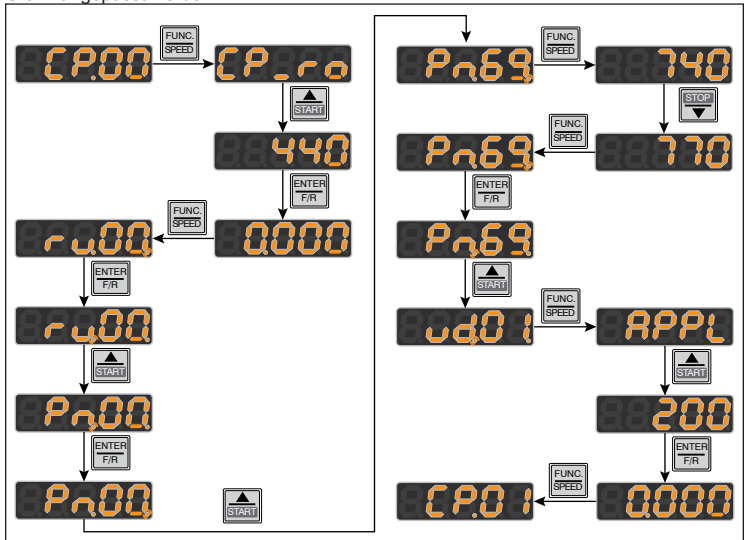 CP.00
FUNC.
SPEED
CP_ro
▲
START
440
ENTER
F/R
0.000
FUNC.
SPEED
ru.00.
ENTER
F/R
ru.00.
▲
START
Pn.00.
ENTER
F/R
Pn.00.
▲
START
Pn.69.
FUNC.
SPEED
740
STOP
▼
770
FUNC.
SPEED
Pn.69.
ENTER
F/R
Pn.69.
▲
START
ud.01.
FUNC.
SPEED
APPL
▲
START
200
ENTER
F/R
0.000
FUNC.
SPEED
CP.01